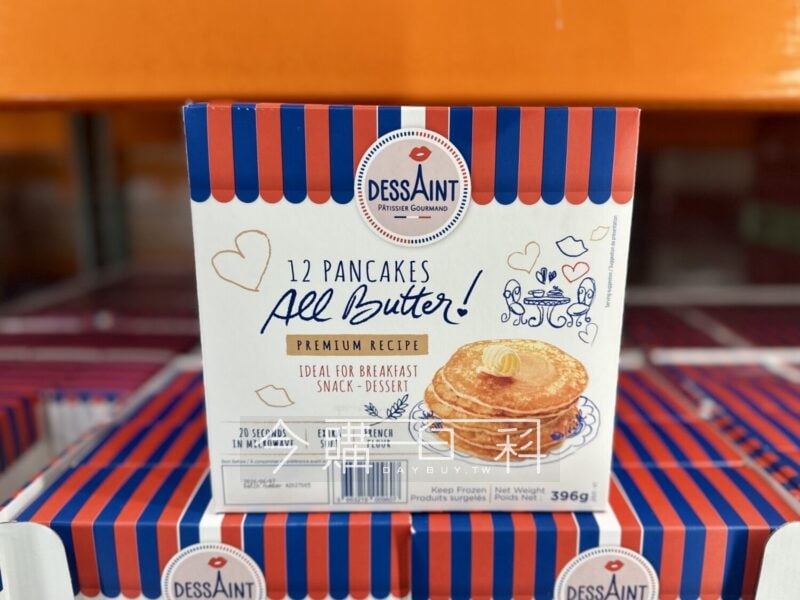 DESSAINT
PÂTISSIER GOURMAND
12 PANCAKES
All Butter!
PREMIUM RECIPE
IDEAL FOR BREAKFAST
SNACK - DESSERT
20 SECONDS
IN MICROWAVE
FRENCH
FLOUR
今購百科
DAYBUY.TW
Keep Frozen
Produits surgelés
Net Weight
Poids Net :
396g
DESSAINT
DESSAINT